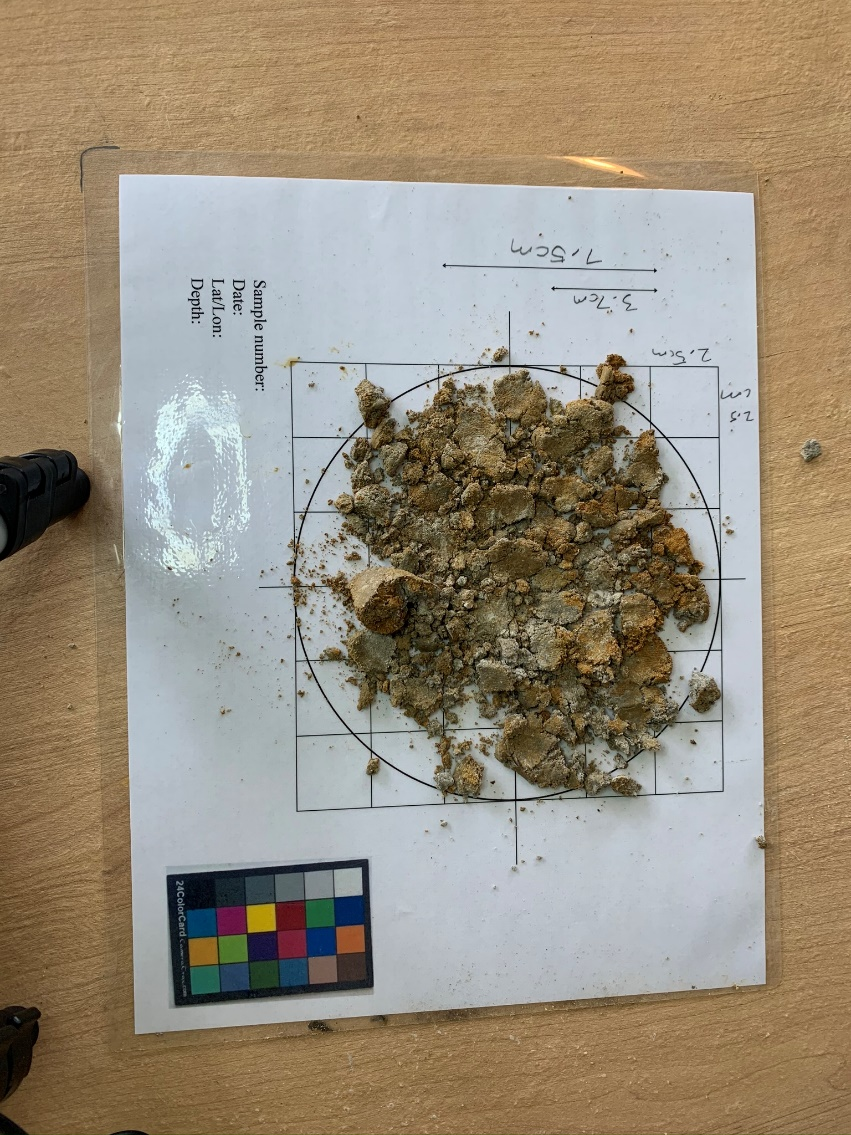 Sample number:
Date:
Lat/Lon:
Depth:
7.5cm
3.7cm
2.5cm
2.5
cm
24ColorCard